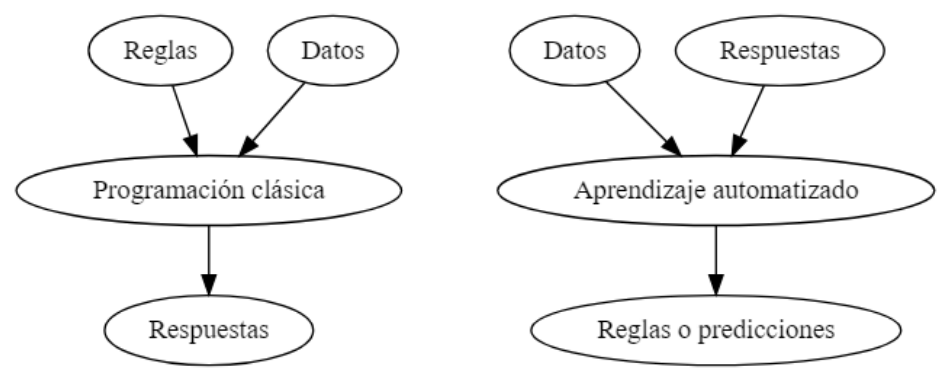 Reglas
Datos
Datos
Respuestas
Programación clásica
Aprendizaje automatizado
Respuestas
Reglas o predicciones